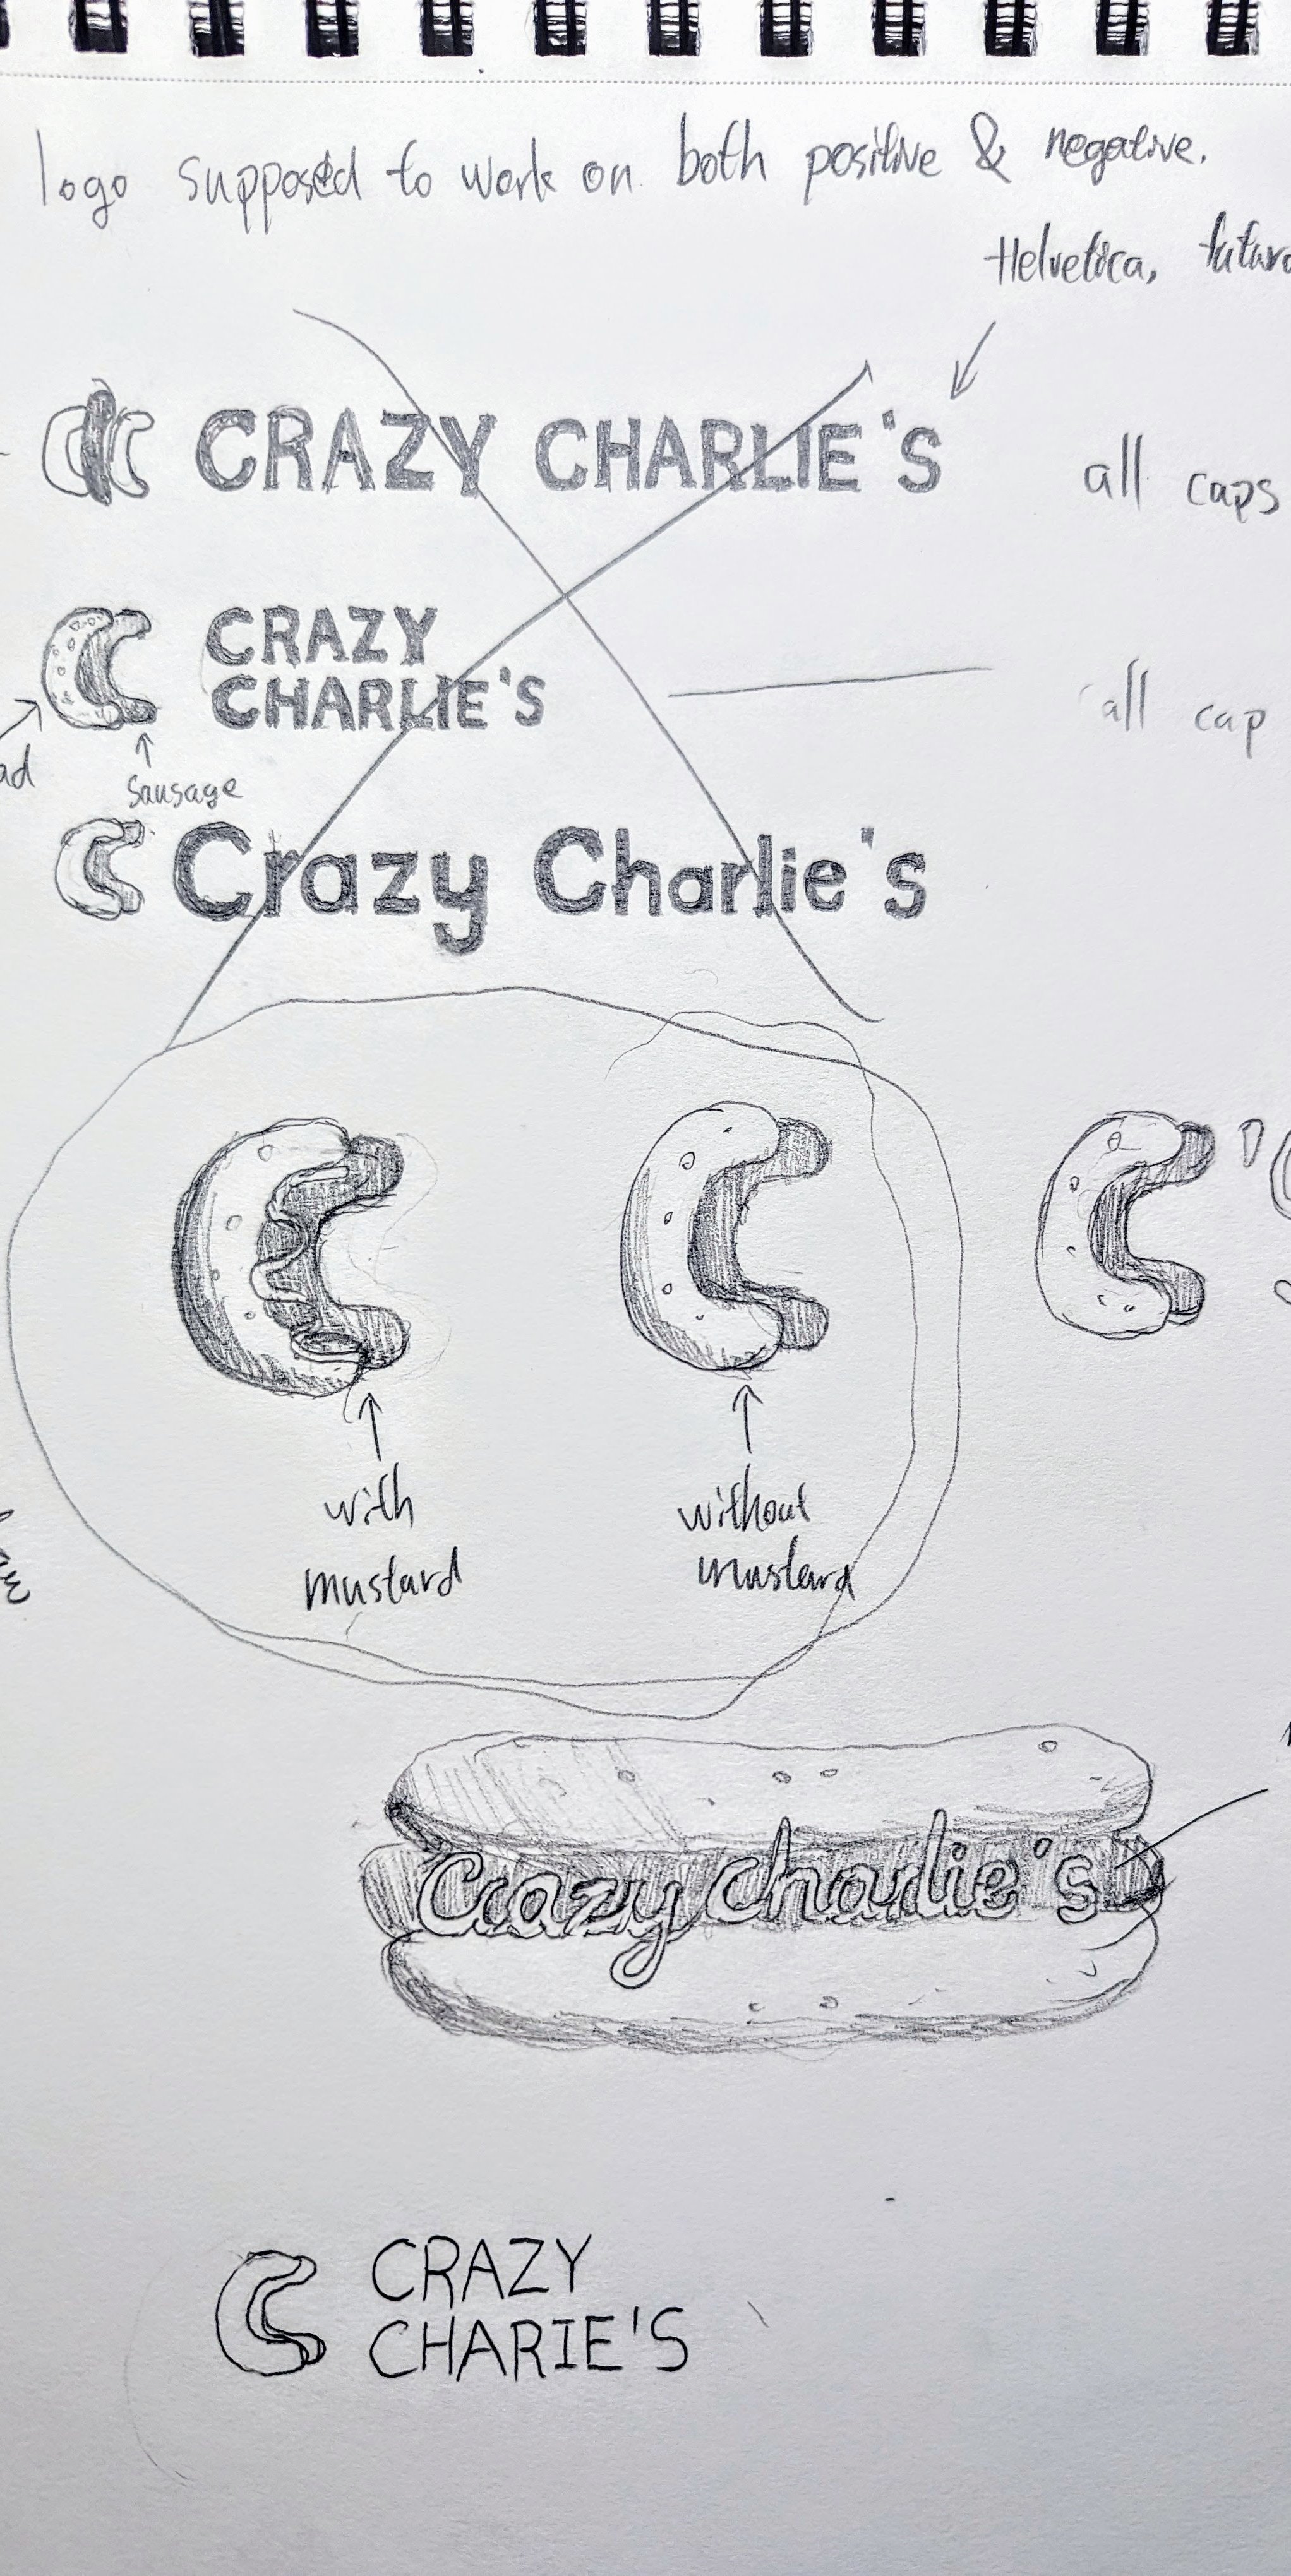 logo supposed to work on both positive & negative.
Helvetica, futura
CRAZY CHARLIE'S
all caps
CRAZY
CHARLIE'S
all cap
sausage
Crazy Charlie's
with
mustard
without
mustard
Crazy Charlie's
CRAZY
CHARIE'S